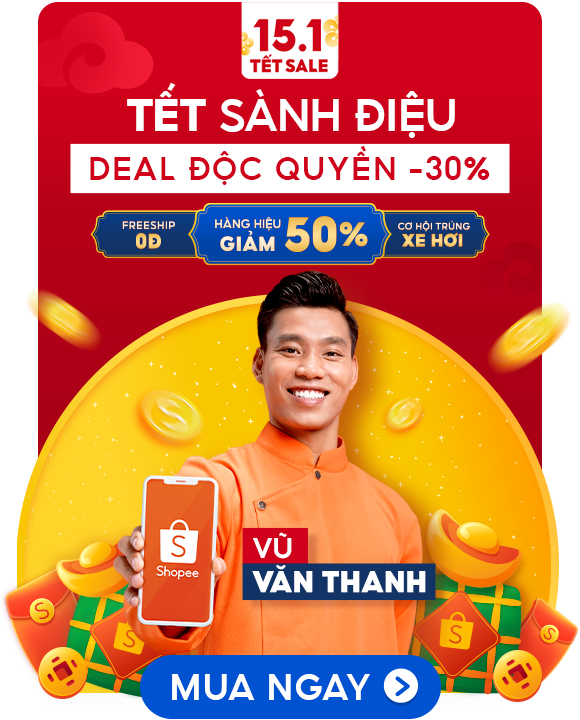 15.1
TẾT SALE
TẾT SÀNH ĐIỆU
DEAL ĐỘC QUYỀN -30%
FREESHIP
0Đ
HÀNG HIỆU
GIẢM 50%
CƠ HỘI TRÚNG
XE HƠI
S
Shopee
VŨ
VĂN THANH
S
S
S
S
MUA NGAY